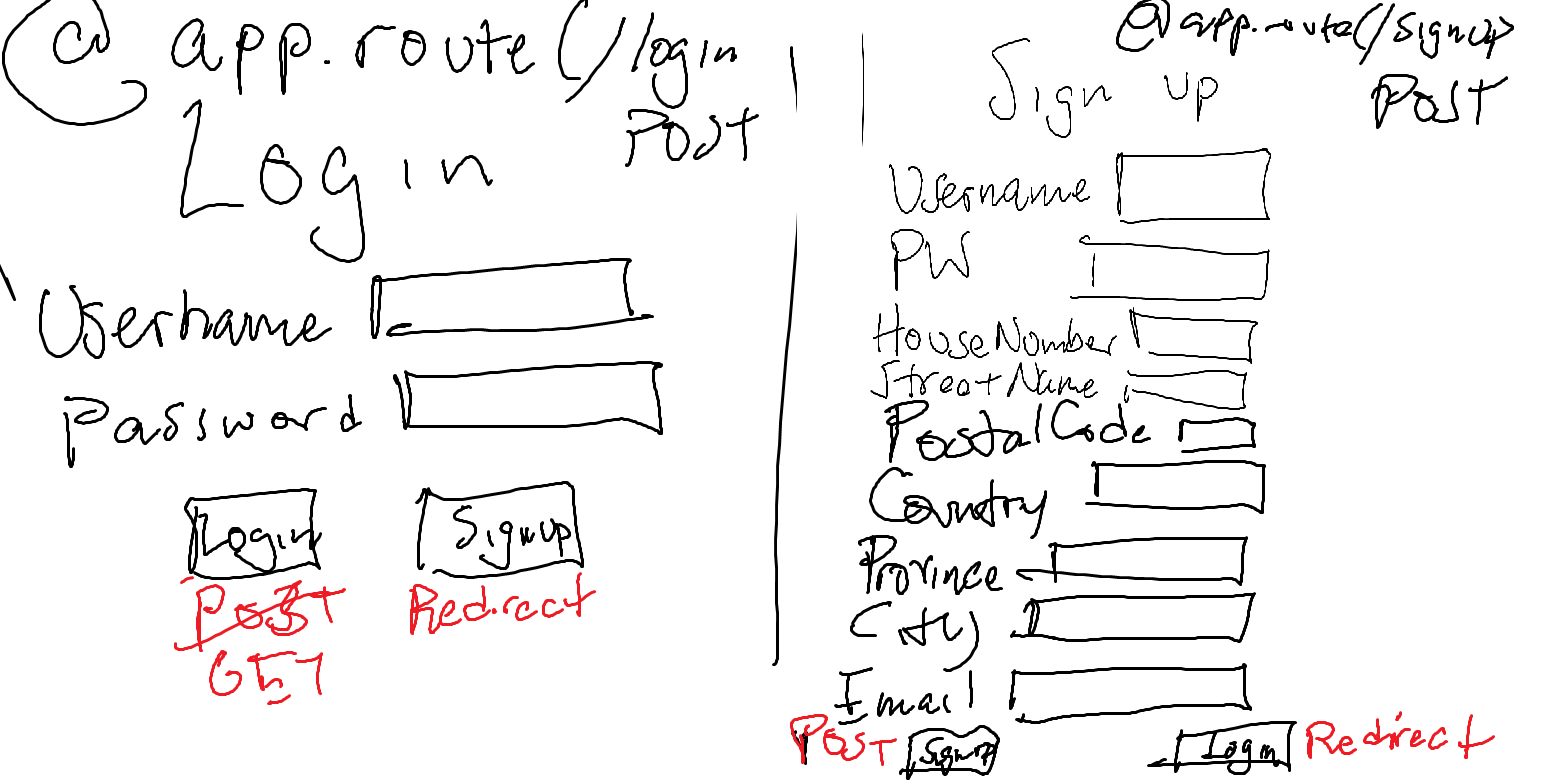 @app.route(/login
POST
Login
Username
Password
Login
Signup
POST
Redirect
GET
@app.route(/signup
POST
Sign up
Username
PW
HouseNumber
StreetName
PostalCode
Country
Province
City
Email
POST
Signup
Login
Redirect